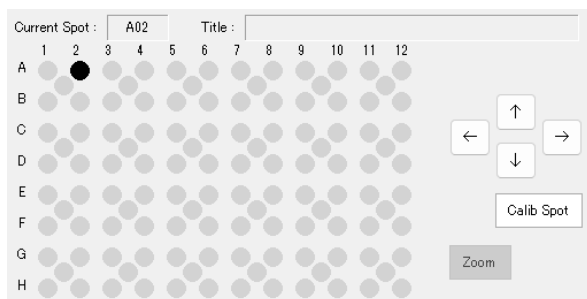 Current Spot : A02 Title :
1 2 3 4 5 6 7 8 9 10 11 12
A
B
C
D
E
F
G
H
↑
← →
↓
Calib Spot
Zoom